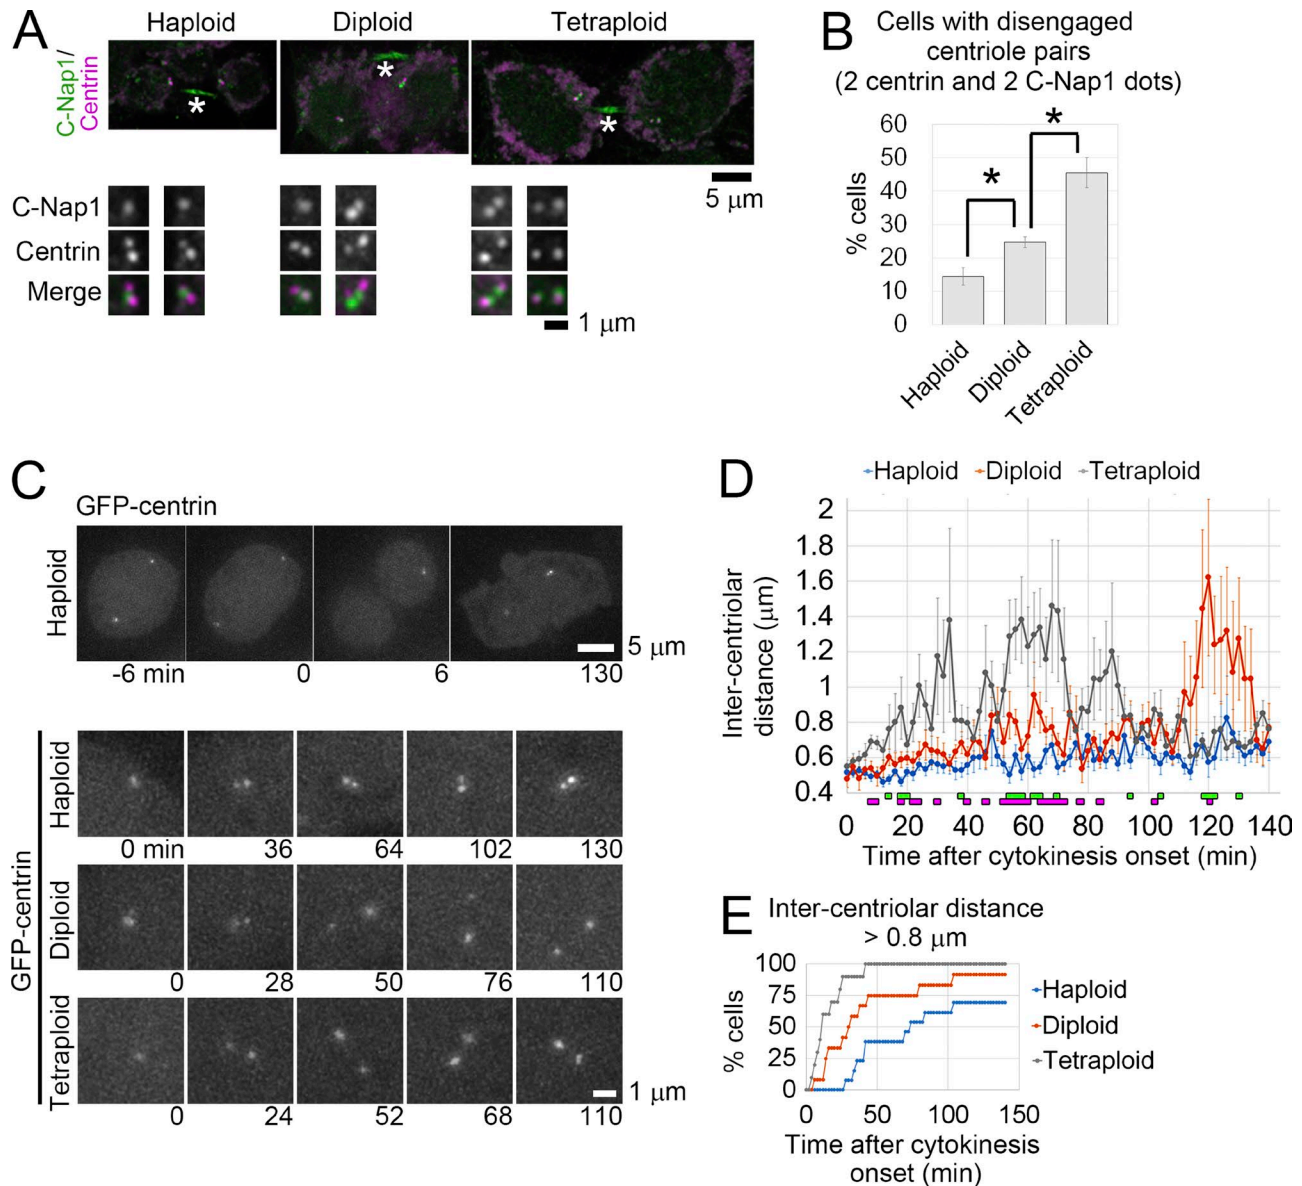 A
Haploid
Diploid
Tetraploid
C-Nap1/
Centrin
*
*
*
5 μm
C-Nap1
Centrin
Merge
1 μm
B
Cells with disengaged
centriole pairs
(2 centrin and 2 C-Nap1 dots)
% cells
60
50
40
30
20
10
0
*
*
Haploid
Diploid
Tetraploid
C
GFP-centrin
Haploid
-6 min
0
6
130
5 μm
GFP-centrin
Haploid
0 min
36
64
102
130
Diploid
0
28
50
76
110
Tetraploid
0
24
52
68
110
1 μm
D
Haploid
Diploid
Tetraploid
Inter-centriolar
distance (μm)
2
1.8
1.6
1.4
1.2
1
0.8
0.6
0.4
0 20 40 60 80 100 120 140
Time after cytokinesis onset (min)
E
Inter-centriolar distance
> 0.8 μm
% cells
100
75
50
25
0
0 50 100 150
Time after cytokinesis
onset (min)
Haploid
Diploid
Tetraploid